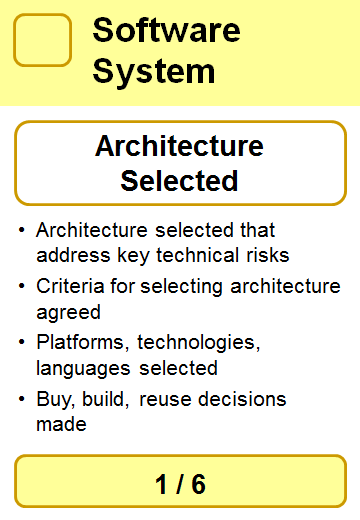 Software
System
Architecture
Selected
• Architecture selected that
address key technical risks
• Criteria for selecting architecture
agreed
• Platforms, technologies,
languages selected
• Buy, build, reuse decisions
made
1 / 6